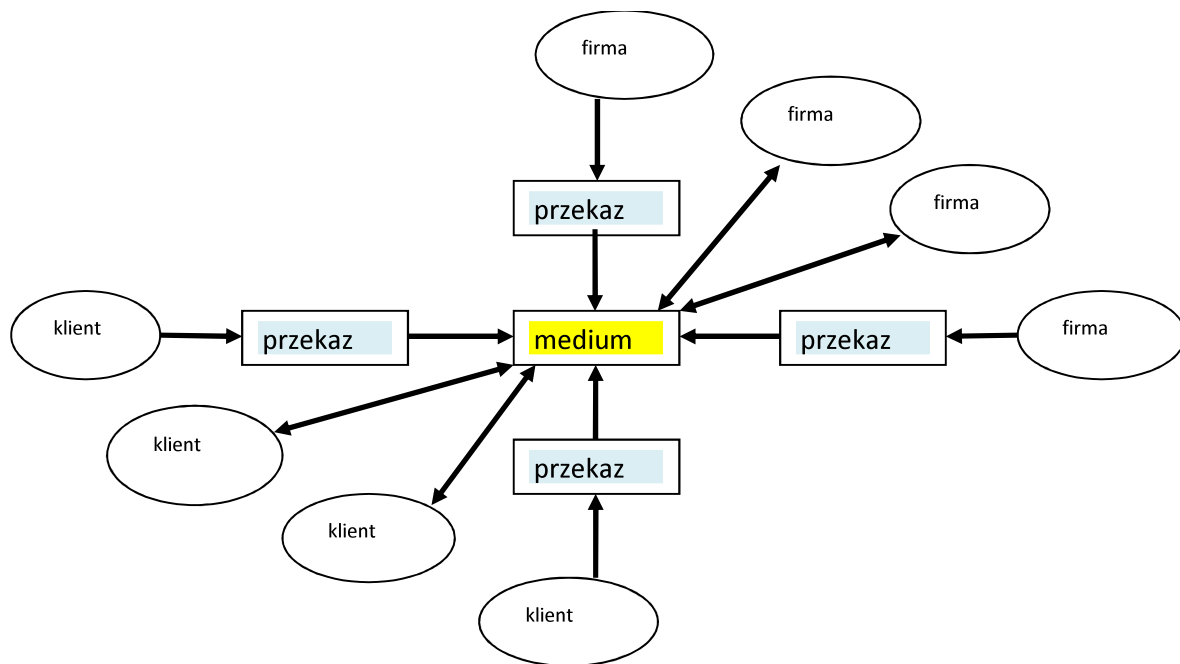 firma
firma
firma
przekaz
klient
przekaz
medium
przekaz
firma
klient
przekaz
klient
klient